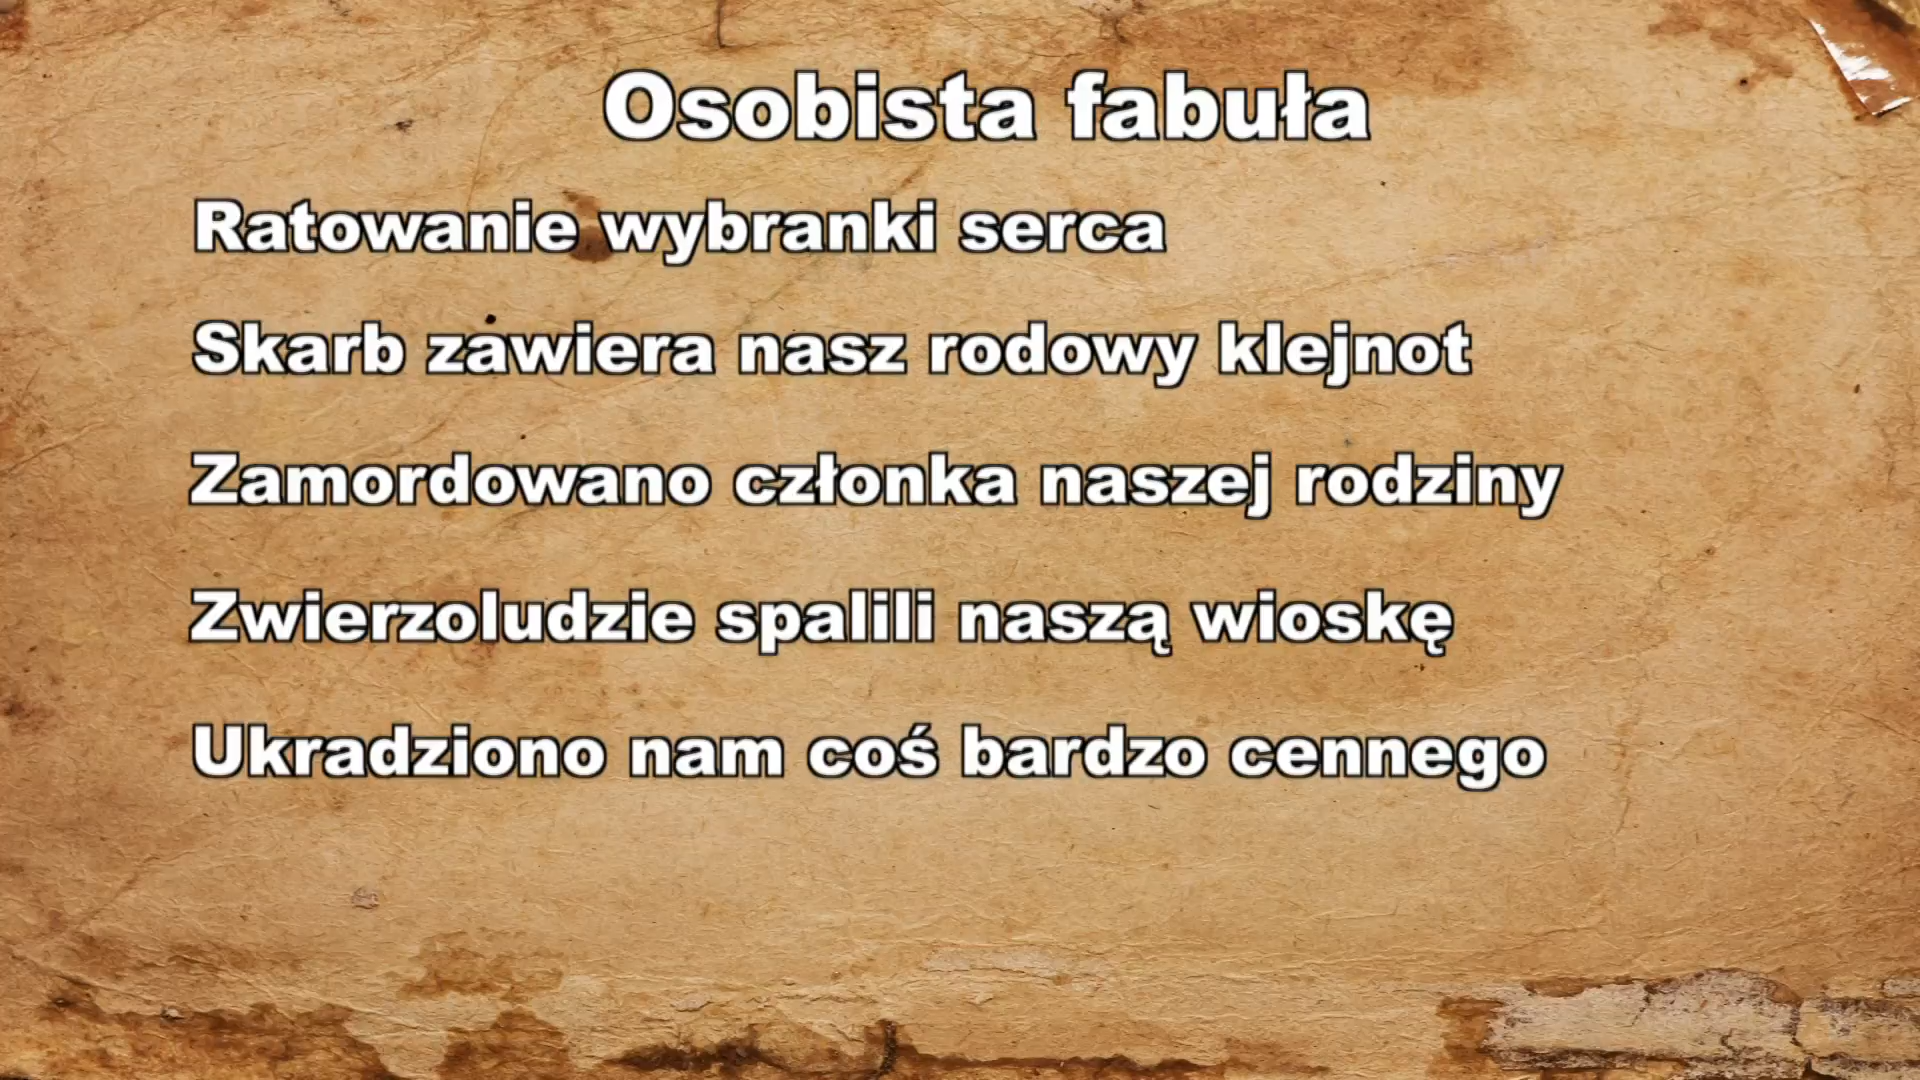 Osobista fabuła
Ratowanie wybranki serca
Skarb zawiera nasz rodowy klejnot
Zamordowano członka naszej rodziny
Zwierzoludzie spalili naszą wioskę
Ukradziono nam coś bardzo cennego